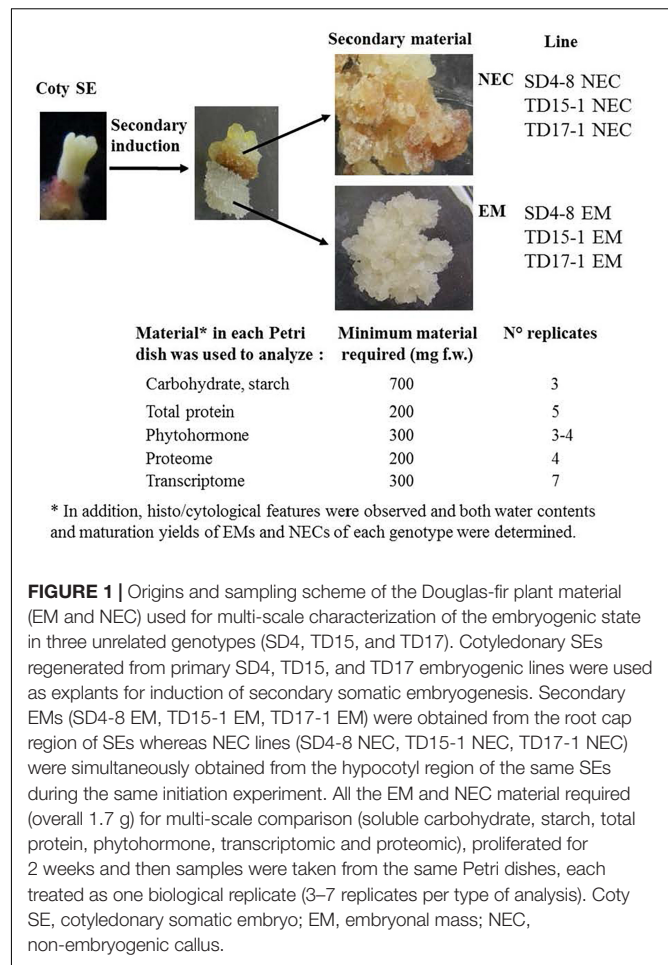 Secondary material
Line
Coty SE
Secondary
induction
NEC
SD4-8 NEC
TD15-1 NEC
TD17-1 NEC
EM
SD4-8 EM
TD15-1 EM
TD17-1 EM
Material* in each Petri
dish was used to analyze :
Minimum material
required (mg f.w.)
N° replicates
Carbohydrate, starch 700 3
Total protein 200 5
Phytohormone 300 3-4
Proteome 200 4
Transcriptome 300 7
* In addition, histo/cytological features were observed and both water contents
and maturation yields of EMs and NECs of each genotype were determined.
FIGURE 1 | Origins and sampling scheme of the Douglas-fir plant material
(EM and NEC) used for multi-scale characterization of the embryogenic state
in three unrelated genotypes (SD4, TD15, and TD17). Cotyledonary SEs
regenerated from primary SD4, TD15, and TD17 embryogenic lines were used
as explants for induction of secondary somatic embryogenesis. Secondary
EMs (SD4-8 EM, TD15-1 EM, TD17-1 EM) were obtained from the root cap
region of SEs whereas NEC lines (SD4-8 NEC, TD15-1 NEC, TD17-1 NEC)
were simultaneously obtained from the hypocotyl region of the same SEs
during the same initiation experiment. All the EM and NEC material required
(overall 1.7 g) for multi-scale comparison (soluble carbohydrate, starch, total
protein, phytohormone, transcriptomic and proteomic), proliferated for
2 weeks and then samples were taken from the same Petri dishes, each
treated as one biological replicate (3–7 replicates per type of analysis). Coty
SE, cotyledonary somatic embryo; EM, embryonal mass; NEC,
non-embryogenic callus.